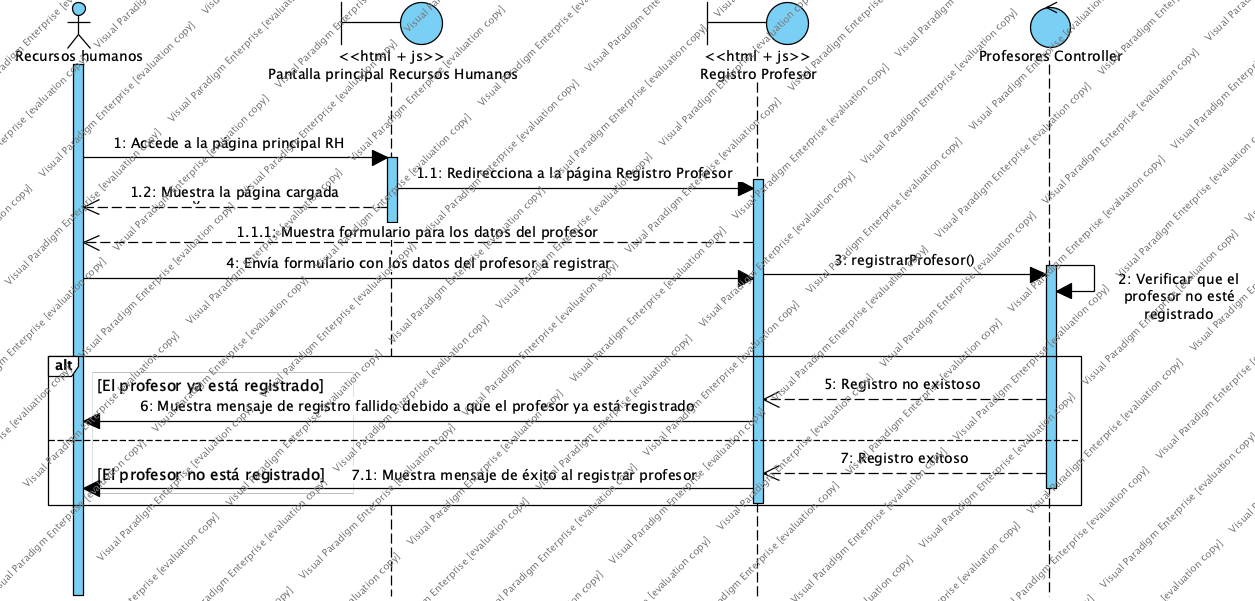 Recursos humanos
<<html + js>>
Pantalla principal Recursos Humanos
<<html + js>>
Registro Profesor
Profesores Controller
1: Accede a la página principal RH
1.1: Redirecciona a la página Registro Profesor
1.2: Muestra la página cargada
1.1.1: Muestra formulario para los datos del profesor
4: Envía formulario con los datos del profesor a registrar
3: registrarProfesor()
2: Verificar que el
profesor no esté
registrado
alt
[El profesor ya está registrado]
5: Registro no existoso
6: Muestra mensaje de registro fallido debido a que el profesor ya está registrado
[El profesor no está registrado]
7: Registro exitoso
7.1: Muestra mensaje de éxito al registrar profesor
Visual Paradigm Enterprise [evaluation copy]